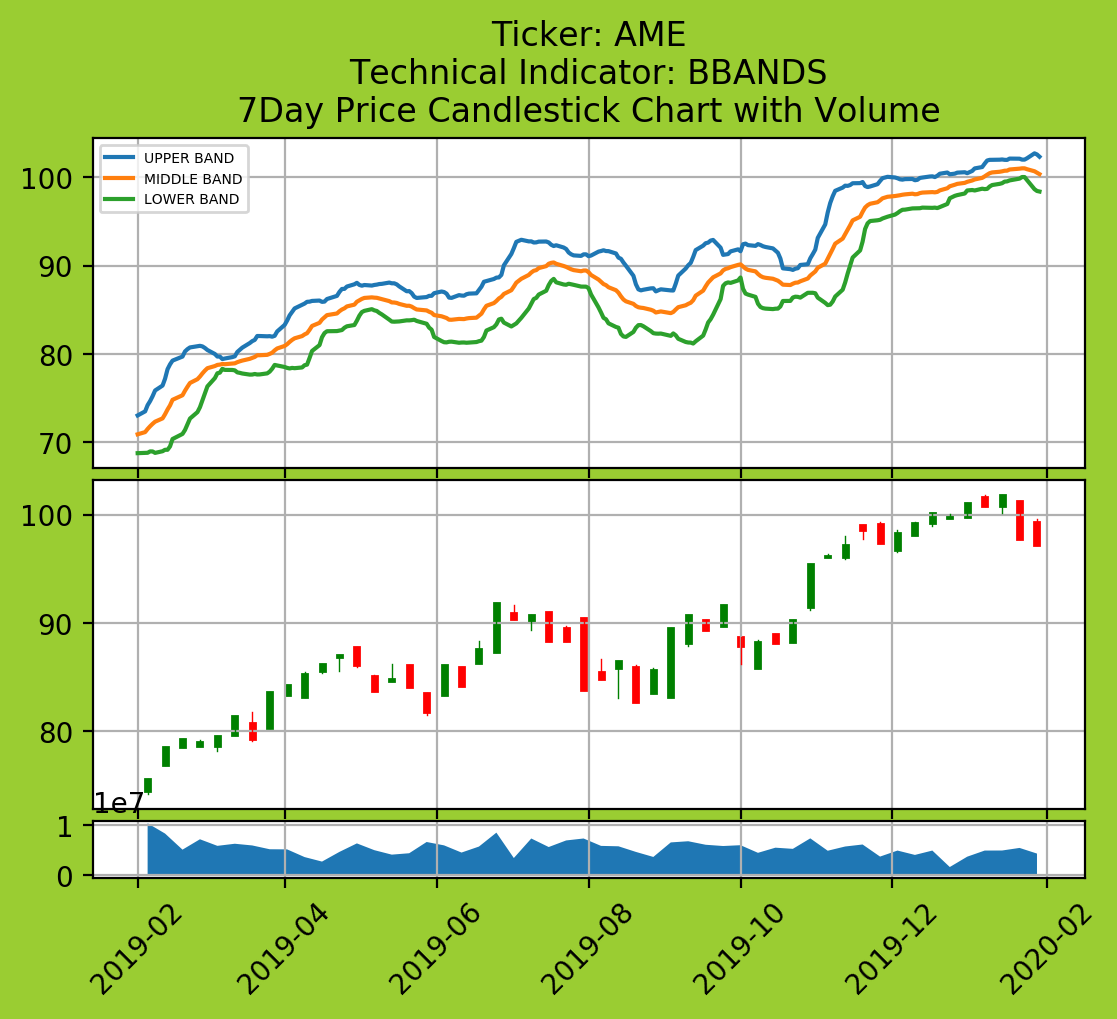 Ticker: AME
Technical Indicator: BBANDS
7Day Price Candlestick Chart with Volume
UPPER BAND
MIDDLE BAND
LOWER BAND
100
90
80
70
100
90
80
1e7
1
0
2019-02
2019-04
2019-06
2019-08
2019-10
2019-12
2020-02